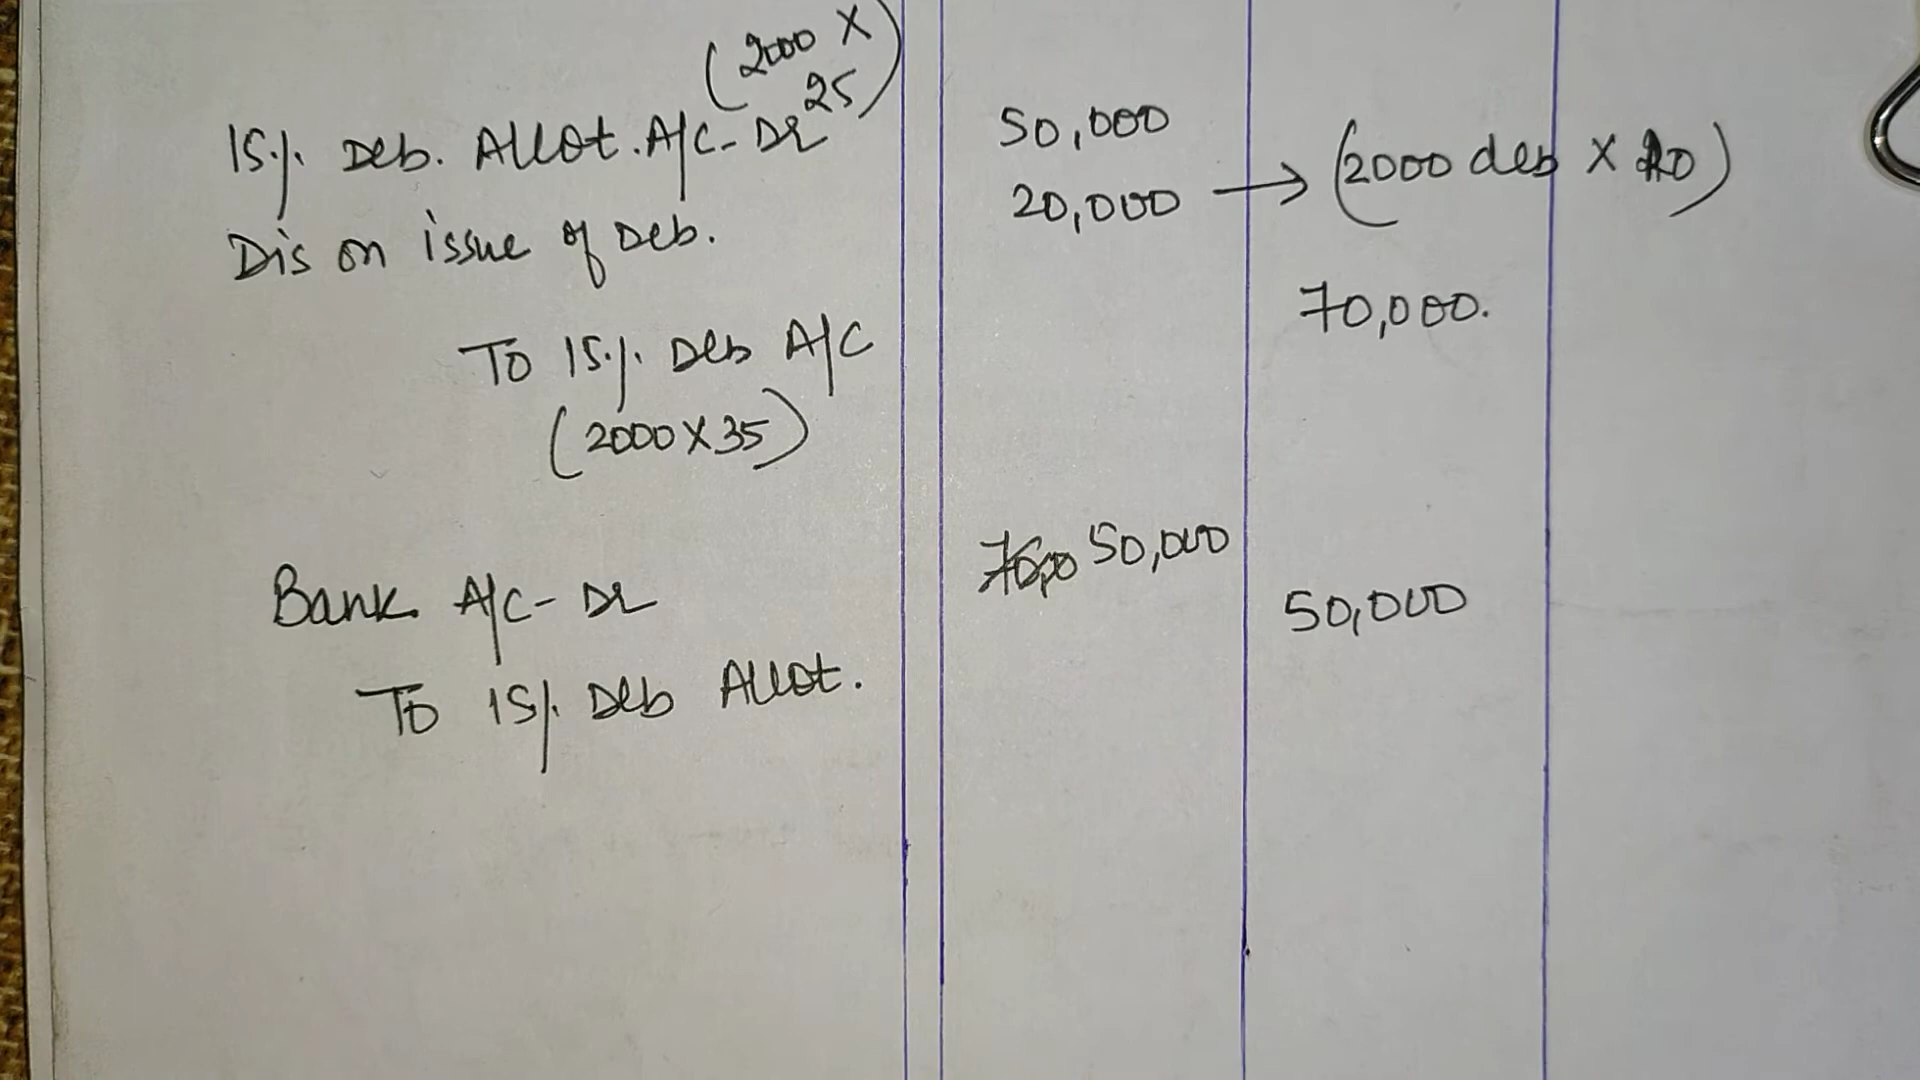 (2000 X
25)
15%. Deb. Allot. A/C- Dr 50,000
20,000 → (2000 deb X 10)
Dis on issue of Deb.
70,000.
To 15%. Deb A/C
(2000 X 35)
50,000
Bank A/C- Dr
50,000
To 15%. Deb Allot.